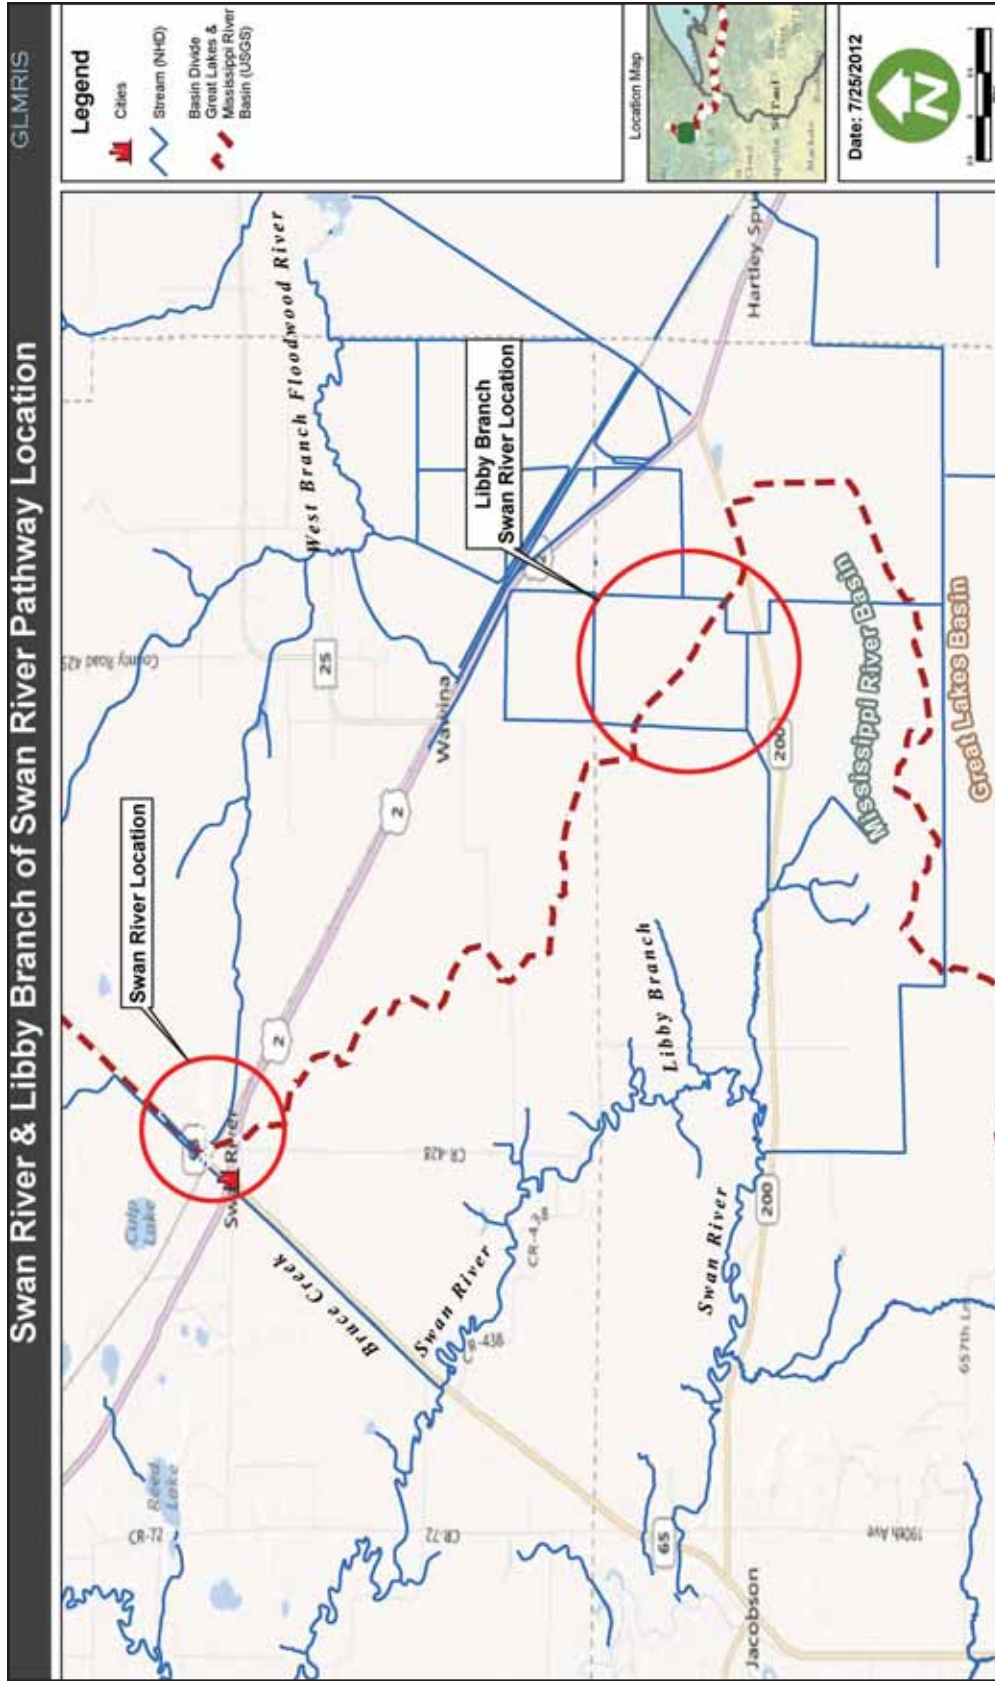 Swan River & Libby Branch of Swan River Pathway Location
GLMRIS
Legend
Cities
Stream (NHD)
Basin Divide
Great Lakes &
Mississippi River
Basin (USGS)
Location Map
Date: 7/25/2012
N
Swan River Location
Libby Branch
Swan River Location
West Branch Floodwood River
County Road 425
25
Wawina
2
2
Culp
Lake
River
Reed
Lake
CR-72
CR-72
CR-428
CR-438
Bruce Creek
Swan River
Libby Branch
Swan River
200
200
65
Jacobson
190th Ave
657th Ln
Hartley Spur
Mississippi River Basin
Great Lakes Basin